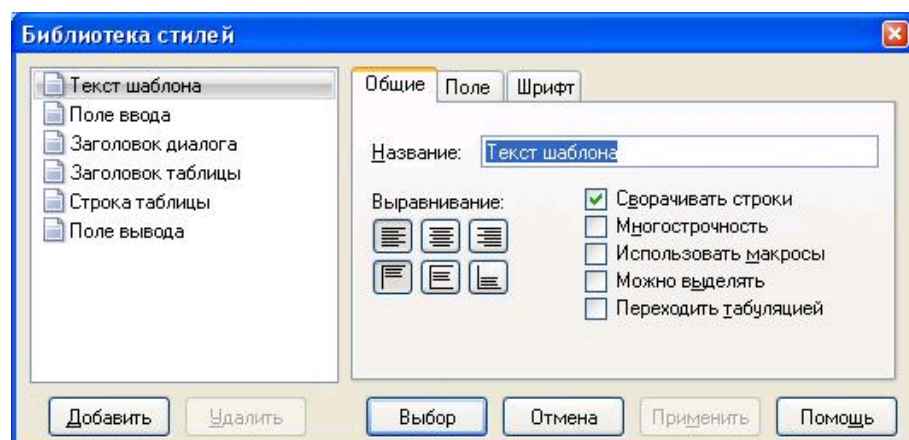 Библиотека стилей
Текст шаблона
Поле ввода
Заголовок диалога
Заголовок таблицы
Строка таблицы
Поле вывода
Общие Поле Шрифт
Название: Текст шаблона
Выравнивание:
Сворачивать строки
Многострочность
Использовать макросы
Можно выделять
Переходить табуляцией
Добавить Удалить Выбор Отмена Применить Помощь